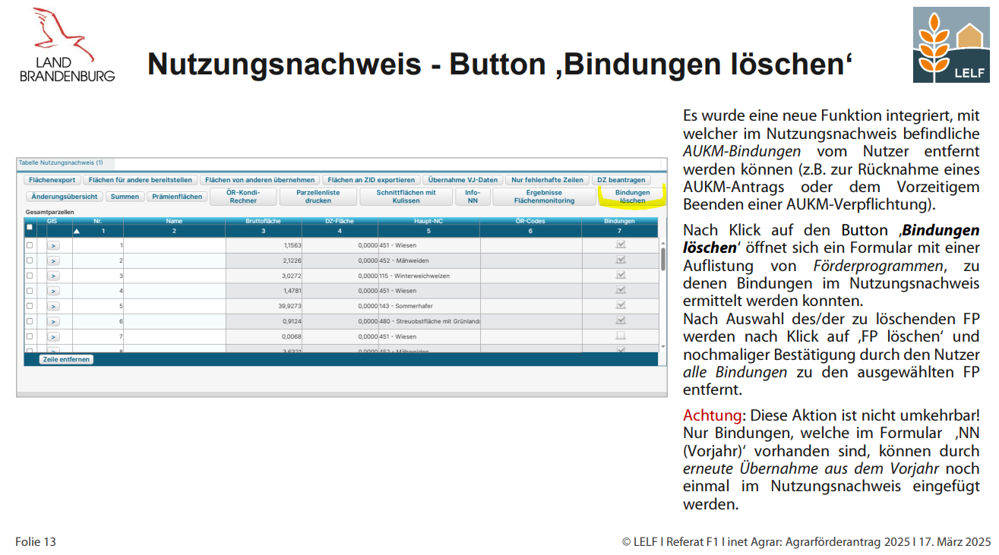 LAND
BRANDENBURG
Nutzungsnachweis - Button ‚Bindungen löschen‘
LELF
Tabelle Nutzungsnachweis (1)
Flächenexport Flächen für andere bereitstellen Flächen von anderen übernehmen Flächen an ZID exportieren Übernahme VJ-Daten Nur fehlerhafte Zeilen DZ beantragen
Änderungsübersicht Summen Prämienflächen ÖR-Kondi-Rechner Parzellenliste drucken Schnittflächen mit Kulissen Info-NN Ergebnisse Flächenmonitoring Bindungen löschen
Gesamtparzellen
GIS Nr. Name Bruttofläche DZ-Fläche Haupt-NC ÖR-Codes Bindungen
1 2 3 4 5 6 7
> 1 1,1563 0,0000 451 - Wiesen
> 2 2,1226 0,0000 452 - Mähweiden
> 3 3,0272 0,0000 115 - Winterweichweizen
> 4 1,4781 0,0000 451 - Wiesen
> 5 39,9273 0,0000 143 - Sommerhafer
> 6 0,9124 0,0000 480 - Streuobstfläche mit Grünland
> 7 0,0068 0,0000 451 - Wiesen
> 8 3,6321 0,0000 452 - Mähweiden
Zeile entfernen
Es wurde eine neue Funktion integriert, mit
welcher im Nutzungsnachweis befindliche
AUKM-Bindungen vom Nutzer entfernt
werden können (z.B. zur Rücknahme eines
AUKM-Antrags oder dem Vorzeitigem
Beenden einer AUKM-Verpflichtung).
Nach Klick auf den Button ‚Bindungen
löschen‘ öffnet sich ein Formular mit einer
Auflistung von Förderprogrammen, zu
denen Bindungen im Nutzungsnachweis
ermittelt werden konnten.
Nach Auswahl des/der zu löschenden FP
werden nach Klick auf ‚FP löschen‘ und
nochmaliger Bestätigung durch den Nutzer
alle Bindungen zu den ausgewählten FP
entfernt.
Achtung: Diese Aktion ist nicht umkehrbar!
Nur Bindungen, welche im Formular ‚NN
(Vorjahr)‘ vorhanden sind, können durch
erneute Übernahme aus dem Vorjahr noch
einmal im Nutzungsnachweis eingefügt
werden.
Folie 13
© LELF I Referat F1 I inet Agrar: Agrarförderantrag 2025 I 17. März 2025